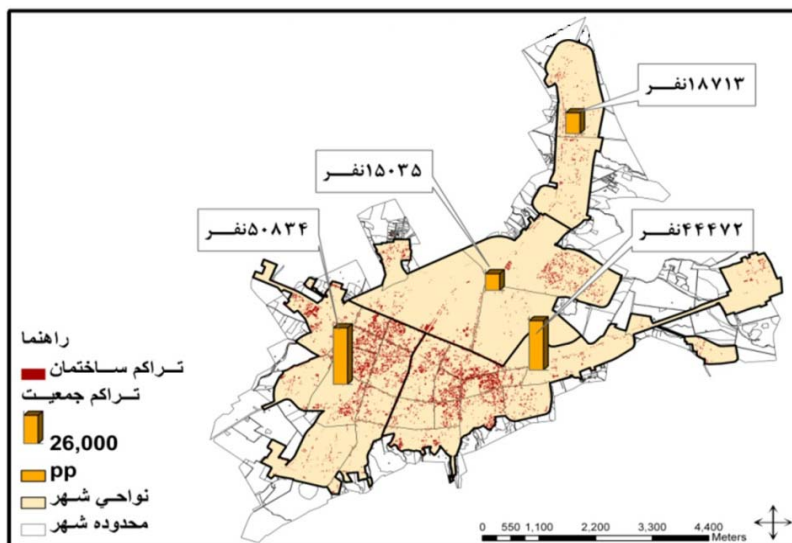 ۱۸۷۱۳نفر
۱۵۰۳۵نفر
۵۰۸۳۴نفر
۴۴۴۷۲نفر
راهنما
تراکم ساختمان
تراکم جمعیت
26,000
pp
نواحي شهر
محدوده شهر
0 550 1,100 2,200 3,300 4,400
Meters